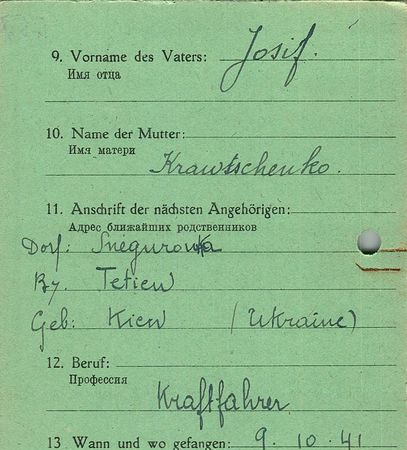 9. Vorname des Vaters: Josif.
Имя отца
10. Name der Mutter:
Имя матери
Krawtschenko.
11. Anschrift der nächsten Angehörigen:
Адрес ближайших родственников
Dorf: Snegurowka
By. Tetiew
Geb: Kiew (Ukraine)
12. Beruf:
Профессия
Kraftfahrer
13 Wann und wo gefangen: 9. 10. 41